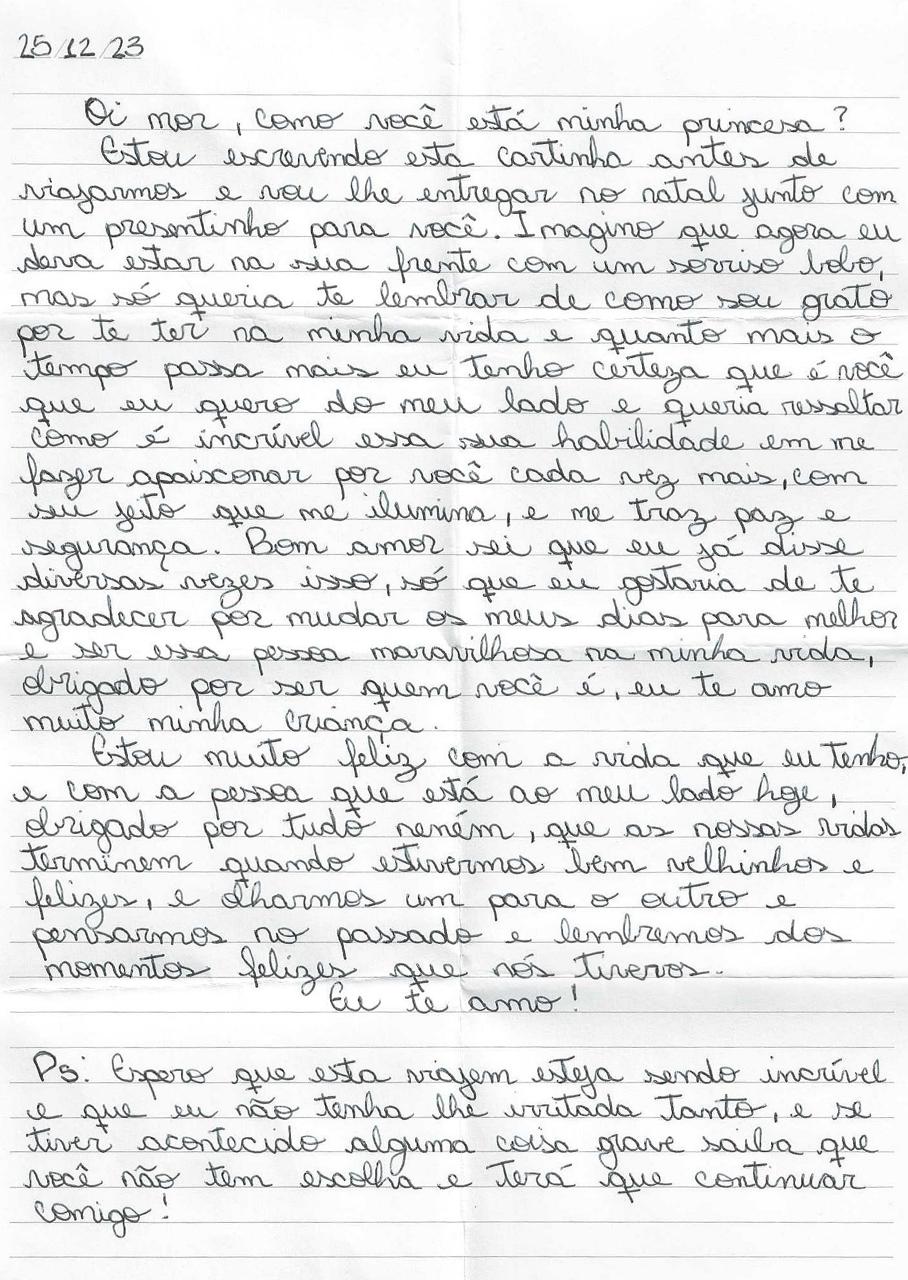 25/12/23
Oi mor, como você está minha princesa?
Estou escrevendo esta cartinha antes de
viajarmos e vou lhe entregar no natal junto com
um presentinho para você. Imagino que agora eu
deva estar na sua frente com um sorriso bobo,
mas só queria te lembrar de como sou grato
por te ter na minha vida e quanto mais o
tempo passa mais eu tenho certeza que é você
que eu quero do meu lado e queria ressaltar
como é incrível essa sua habilidade em me
fazer apaixonar por você cada vez mais, com
seu jeito que me ilumina, e me traz paz e
segurança. Bom amor sei que eu já disse
diversas vezes isso, só que eu gostaria de te
agradecer por mudar os meus dias para melhor
e ser essa pessoa maravilhosa na minha vida,
obrigado por ser quem você é, eu te amo
muito minha criança.
Estou muito feliz com a vida que eu tenho,
e com a pessoa que está ao meu lado hoje,
obrigado por tudo neném, que as nossas vidas
terminem quando estivermos bem velhinhos e
felizes, e olharmos um para o outro e
pensarmos no passado e lembremos dos
momentos felizes que nós tiveros.
Eu te amo!
Ps: Espero que esta viajem esteja sendo incrível
e que eu não tenha lhe irritada tanto, e se
tiver acontecido alguma coisa grave saiba que
você não tem escolha e terá que continuar
comigo!